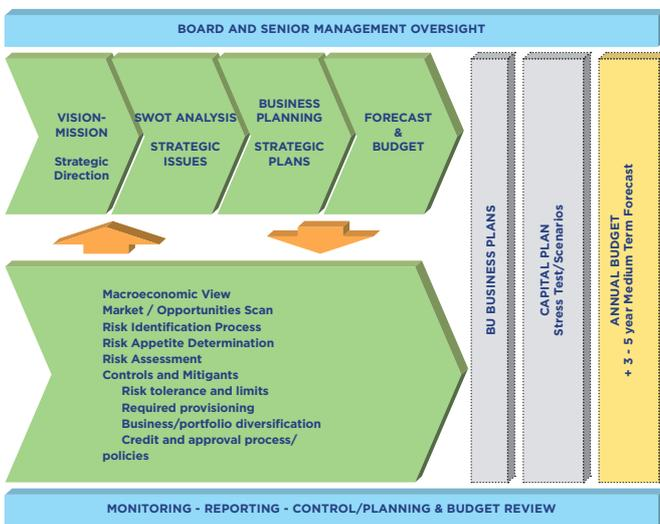 BOARD AND SENIOR MANAGEMENT OVERSIGHT
VISION-
MISSION
Strategic
Direction
SWOT ANALYSIS
STRATEGIC
ISSUES
BUSINESS
PLANNING
STRATEGIC
PLANS
FORECAST
&
BUDGET
Macroeconomic View
Market / Opportunities Scan
Risk Identification Process
Risk Appetite Determination
Risk Assessment
Controls and Mitigants
Risk tolerance and limits
Required provisioning
Business/portfolio diversification
Credit and approval process/
policies
BU BUSINESS PLANS
CAPITAL PLAN
Stress Test/Scenarios
ANNUAL BUDGET
+ 3 - 5 year Medium Term Forecast
MONITORING - REPORTING - CONTROL/PLANNING & BUDGET REVIEW